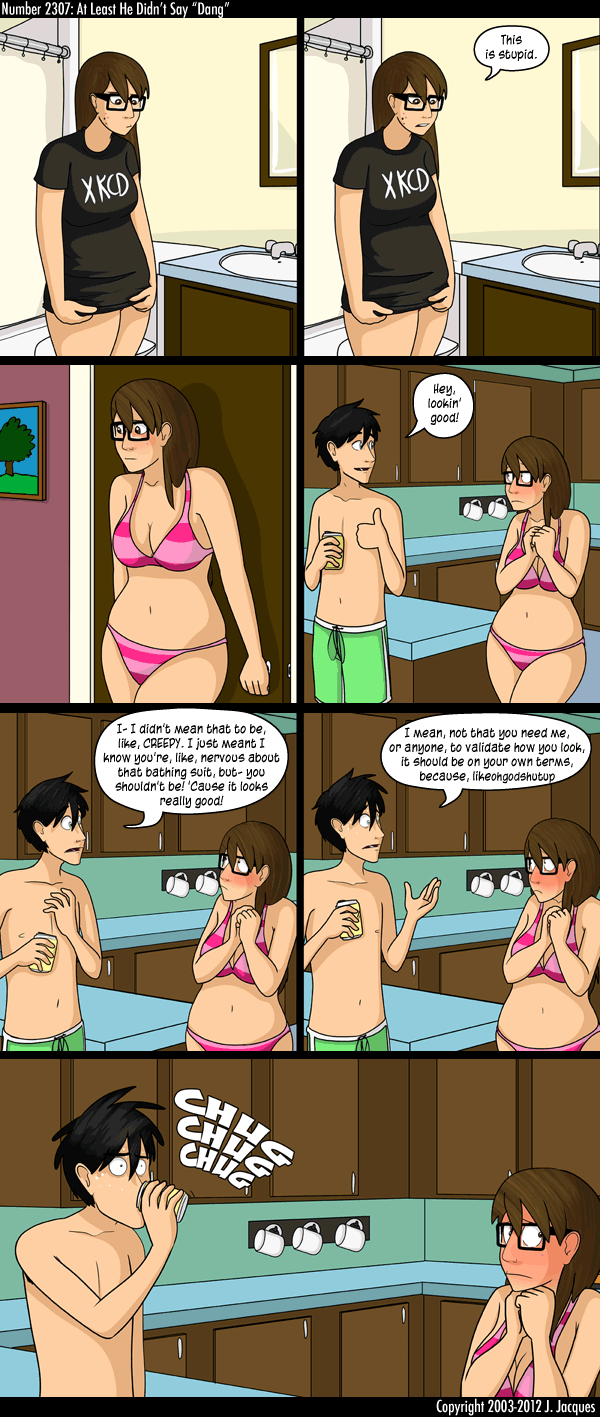 Number 2307: At Least He Didn't Say "Dang"
XKCD
XKCD
This
is stupid.
Hey,
lookin'
good!
I- I didn't mean that to be,
like, CREEPY. I just meant I
know you're, like, nervous about
that bathing suit, but- you
shouldn't be! 'Cause it looks
really good!
I mean, not that you need me,
or anyone, to validate how you look,
it should be on your own terms,
because, likeohgodshutup
CHUG
CHUG
CHUG
Copyright 2003-2012 J. Jacques